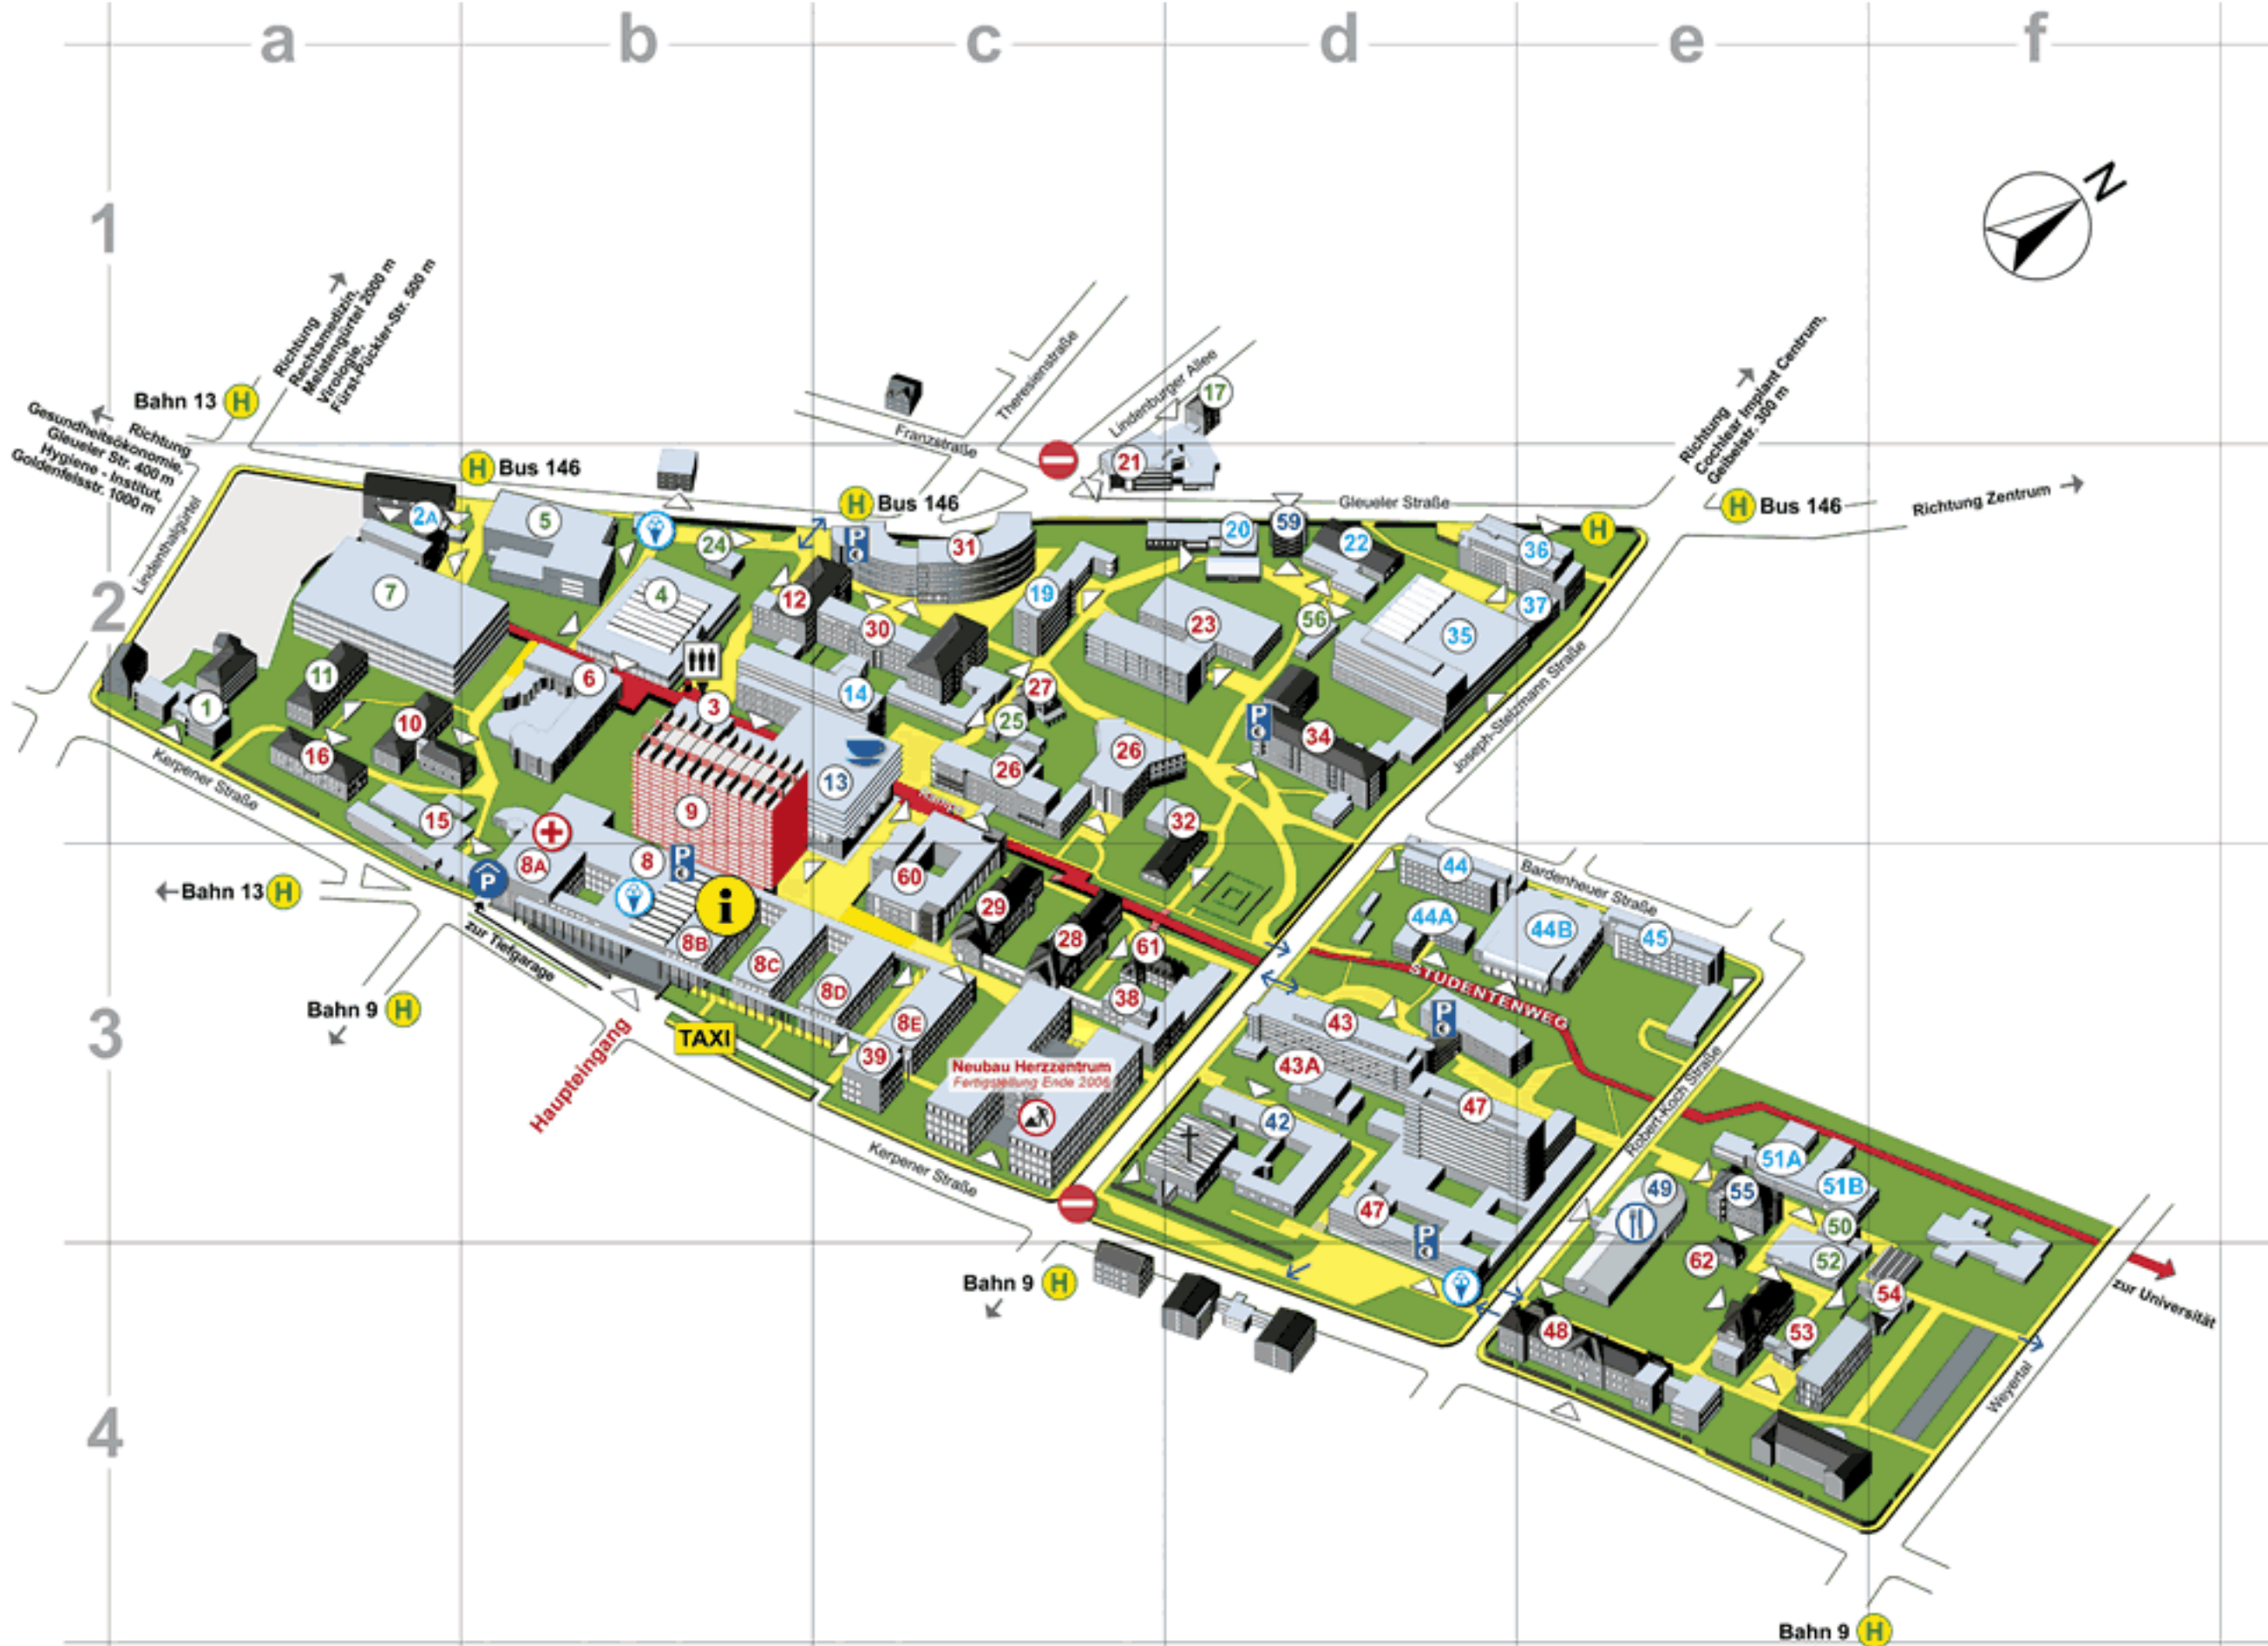 a b c d e f
1
N
Richtung
Rechtsmedizin,
Melatengürtel 2000 m
Virologie,
Fürst-Pückler-Str. 500 m
Bahn 13 H
Richtung
Gesundheitsökonomie,
Gleueler Str. 400 m
Hygiene - Institut,
Goldenfelsstr. 1000 m
Theresienstraße
Franzstraße
Lindenburger Allee
17
21
Richtung
Cochlear Implant Centrum,
Geibelstr. 300 m
H Bus 146
H Bus 146
Gleueler Straße
H Bus 146
Richtung Zentrum
H
Lindenthalgürtel
2
2A
5
24
P
€
31
20
59
22
36
7
4
12
30
19
23
56
35
37
11
6
3
14
27
25
1
10
16
26
26
P
€
34
Joseph-Stelzmann Straße
Kerpener Straße
9
13
Rampe
15
32
8A
8
P
€
P
i
60
29
28
61
44
Bardenheuer Straße
44A
44B
45
Bahn 13 H
zur Tiefgarage
8B
8C
8D
8E
38
STUDENTENWEG
Bahn 9 H
3
TAXI
Haupteingang
39
Neubau Herzzentrum
Fertigstellung Ende 2006
43
P
€
43A
42
47
47
P
€
Robert-Koch Straße
Kerpener Straße
51A
51B
49
55
50
52
62
54
53
48
zur Universität
Weyertal
Bahn 9 H
4
Bahn 9 H